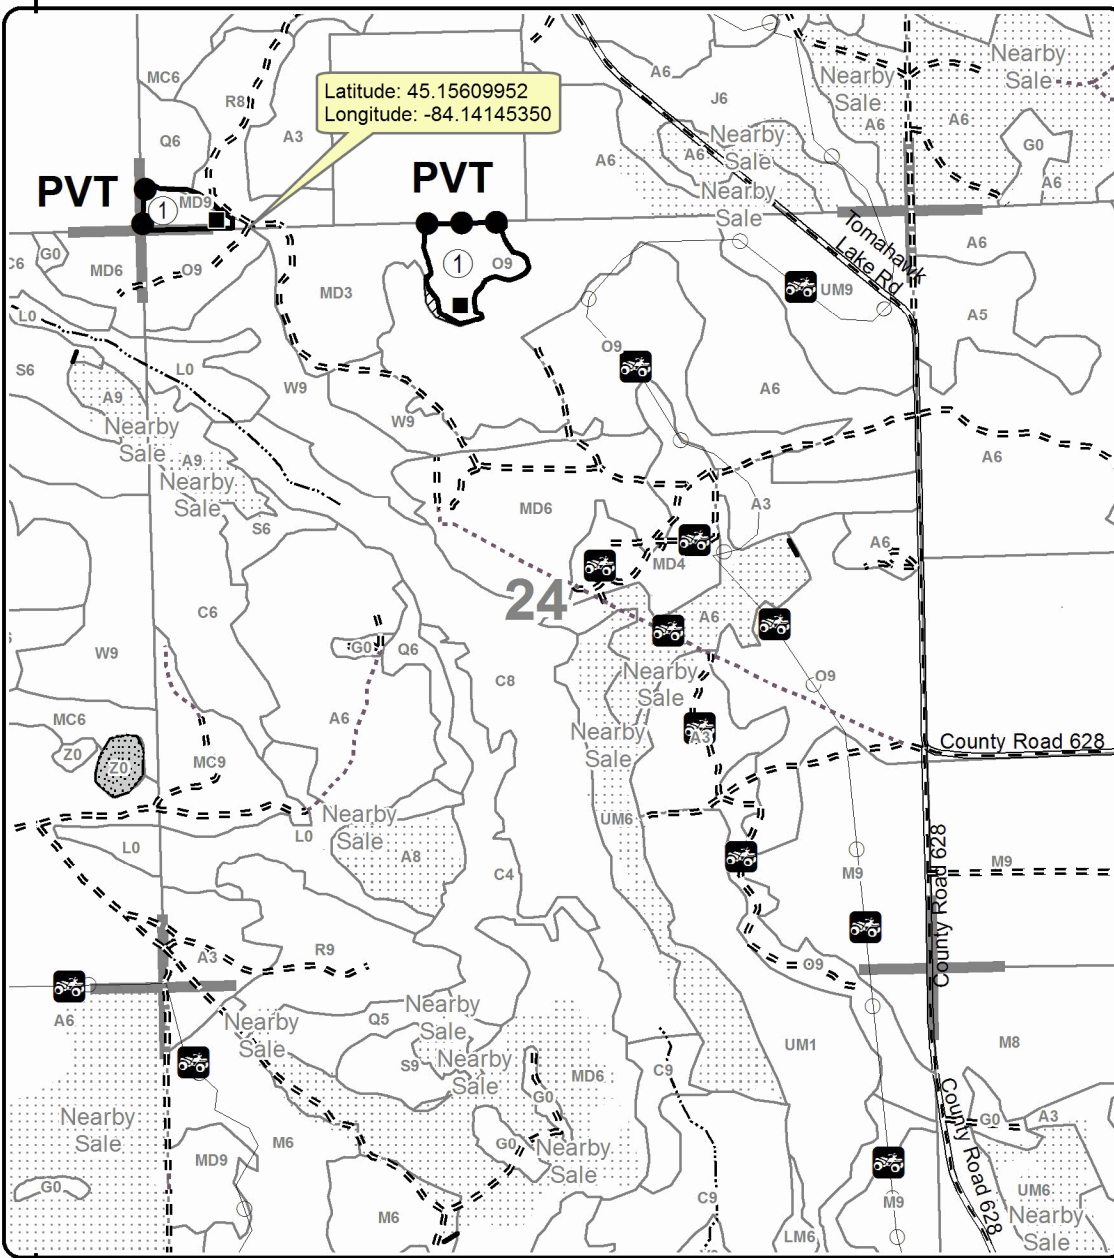 MC6
R8
A6
J6
Nearby
Sale
Nearby
Sale
Latitude: 45.15609952
Longitude: -84.14145350
Q6
A3
A6
A6
Nearby
Sale
A6
A6
G0
A6
PVT
PVT
Nearby
Sale
1
MD9
Tomahawk
Lake Rd
A6
G0
C6
MD6
O9
1
O9
MD3
UM9
A5
L0
S6
L0
O9
A9
W9
A6
W9
Nearby
Sale
A9
Nearby
Sale
A6
S6
MD6
A3
A6
MD4
24
C6
A6
G0
Q6
W9
C8
Nearby
Sale
O9
MC6
A6
Nearby
Sale
A3
County Road 628
Z0
Z0
MC9
Nearby
Sale
UM6
L0
L0
A8
C4
M9
M9
County Road 628
A3
R9
O9
A6
Nearby
Sale
Q5
Nearby
Sale
S9
Nearby
Sale
MD6
C9
UM1
M8
G0
Nearby
Sale
M6
G0
Nearby
Sale
G0
A3
County Road 628
MD9
G0
M6
C9
M9
UM6
Nearby
Sale
LM6